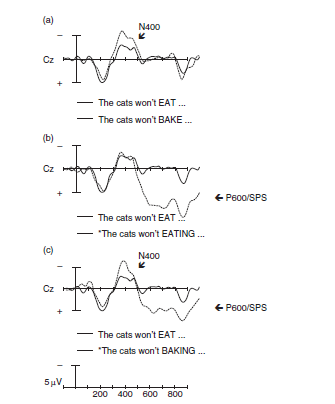 (a)
N400
−
Cz
+
The cats won't EAT ...
The cats won't BAKE ...
(b)
−
Cz
+
P600/SPS
The cats won't EAT ...
*The cats won't EATING ...
(c)
N400
−
Cz
+
P600/SPS
The cats won't EAT ...
*The cats won't BAKING ...
−
5 μV
+
200 400 600 800